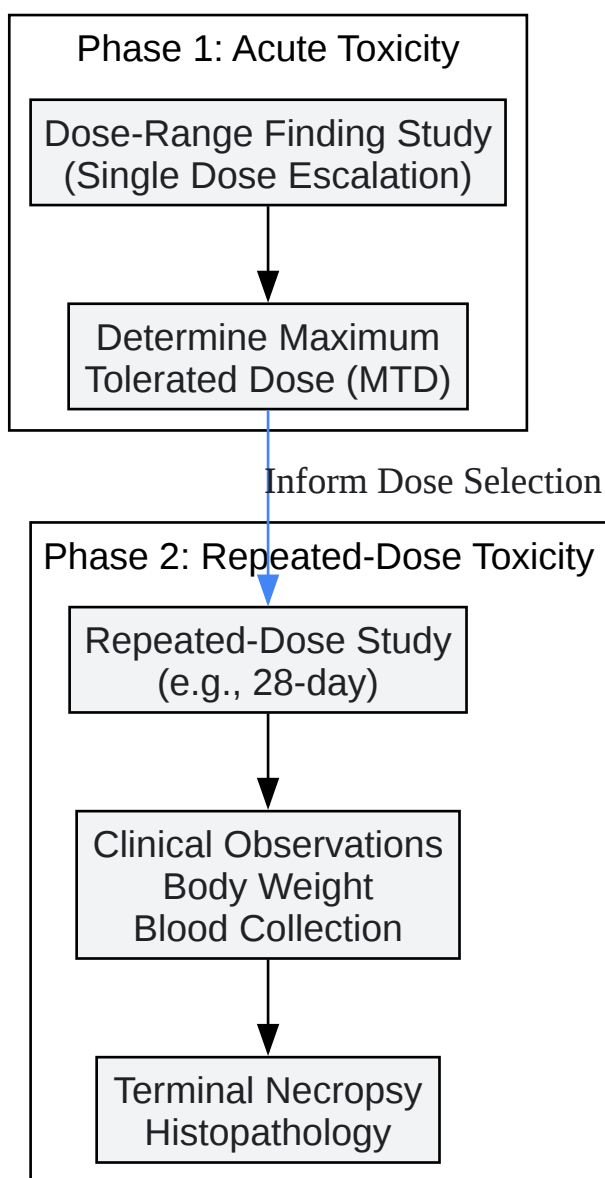 Phase 1: Acute Toxicity
Dose-Range Finding Study
(Single Dose Escalation)
Determine Maximum
Tolerated Dose (MTD)
Inform Dose Selection
Phase 2: Repeated-Dose Toxicity
Repeated-Dose Study
(e.g., 28-day)
Clinical Observations
Body Weight
Blood Collection
Terminal Necropsy
Histopathology